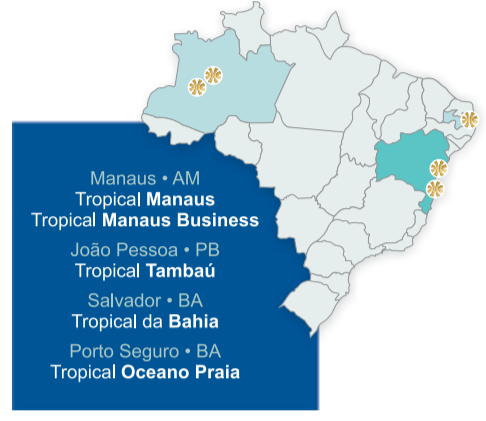 Manaus • AM
Tropical Manaus
Tropical Manaus Business
João Pessoa • PB
Tropical Tambaú
Salvador • BA
Tropical da Bahia
Porto Seguro • BA
Tropical Oceano Praia